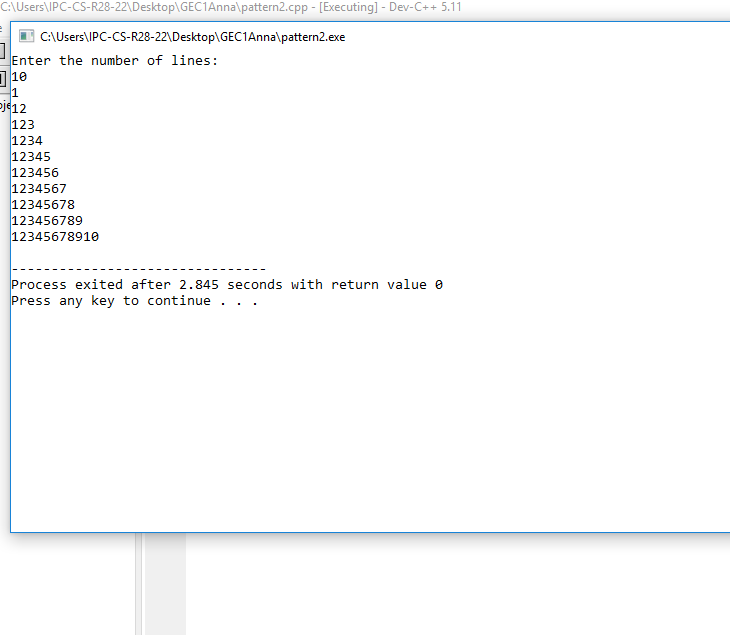 C:\Users\IPC-CS-R28-22\Desktop\GEC1Anna\pattern2.cpp - [Executing] - Dev-C++ 5.11
C:\Users\IPC-CS-R28-22\Desktop\GEC1Anna\pattern2.exe
Enter the number of lines:
10
1
12
123
1234
12345
123456
1234567
12345678
123456789
12345678910
--------------------------------
Process exited after 2.845 seconds with return value 0
Press any key to continue . . .